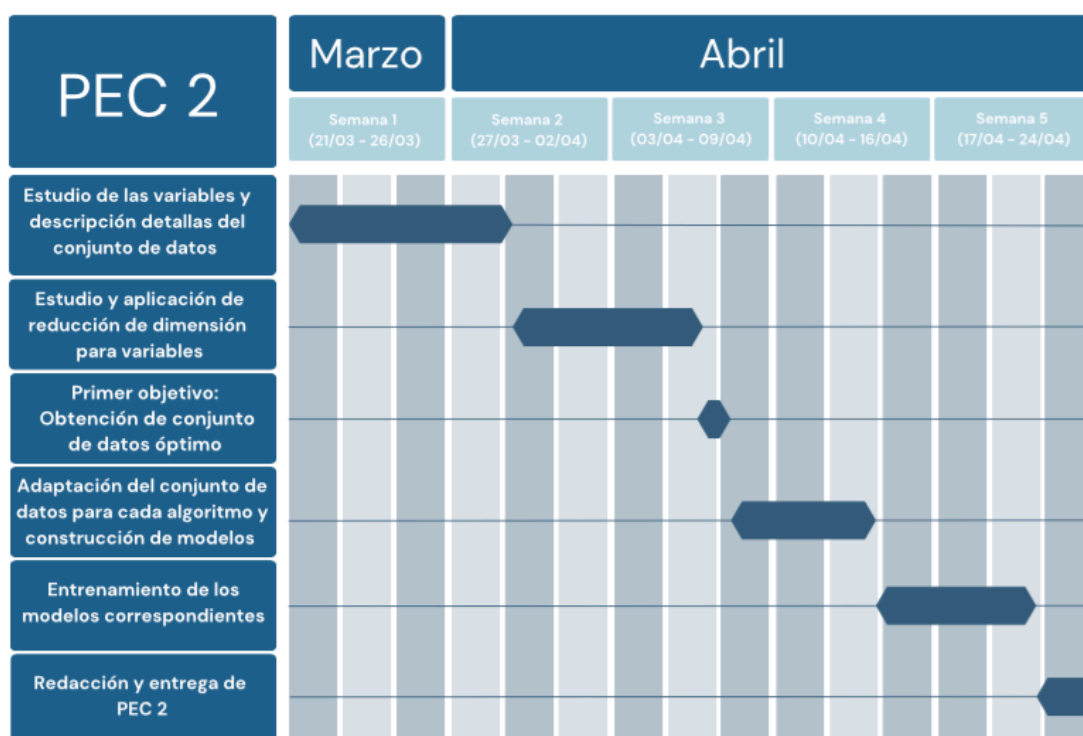 PEC 2
Marzo
Abril
Semana 1
(21/03 - 26/03)
Semana 2
(27/03 - 02/04)
Semana 3
(03/04 - 09/04)
Semana 4
(10/04 - 16/04)
Semana 5
(17/04 - 24/04)
Estudio de las variables y
descripción detallas del
conjunto de datos
Estudio y aplicación de
reducción de dimensión
para variables
Primer objetivo:
Obtención de conjunto
de datos óptimo
Adaptación del conjunto de
datos para cada algoritmo y
construcción de modelos
Entrenamiento de los
modelos correspondientes
Redacción y entrega de
PEC 2